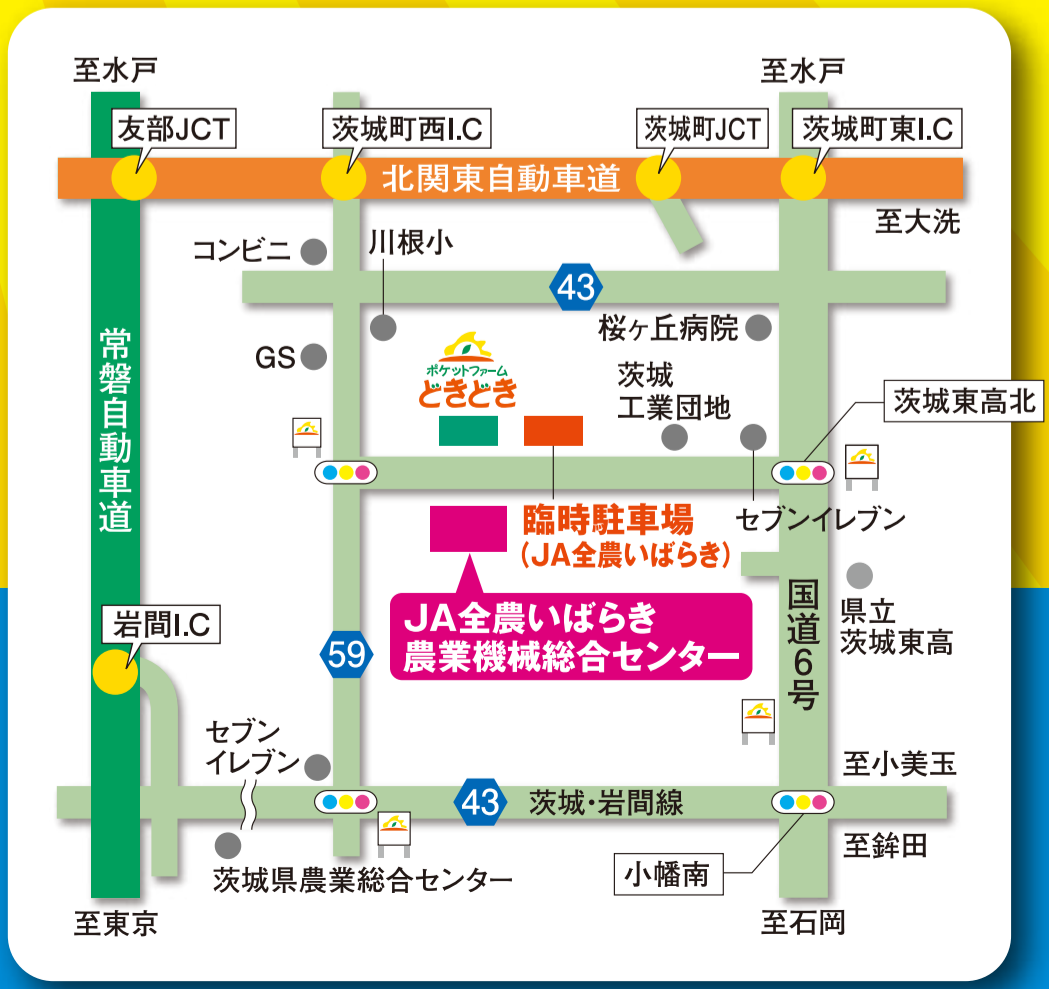 至水戸
至水戸
友部JCT
茨城町西I.C
茨城町JCT
茨城町東I.C
北関東自動車道
至大洗
コンビニ
川根小
43
常磐自動車道
GS
ポケットファーム
どきどき
桜ヶ丘病院
茨城
工業団地
茨城東高北
臨時駐車場
(JA全農いばらき)
セブンイレブン
JA全農いばらき
農業機械総合センター
国道6号
県立
茨城東高
岩間I.C
59
セブン
イレブン
43
茨城・岩間線
至小美玉
至鉾田
小幡南
茨城県農業総合センター
至東京
至石岡